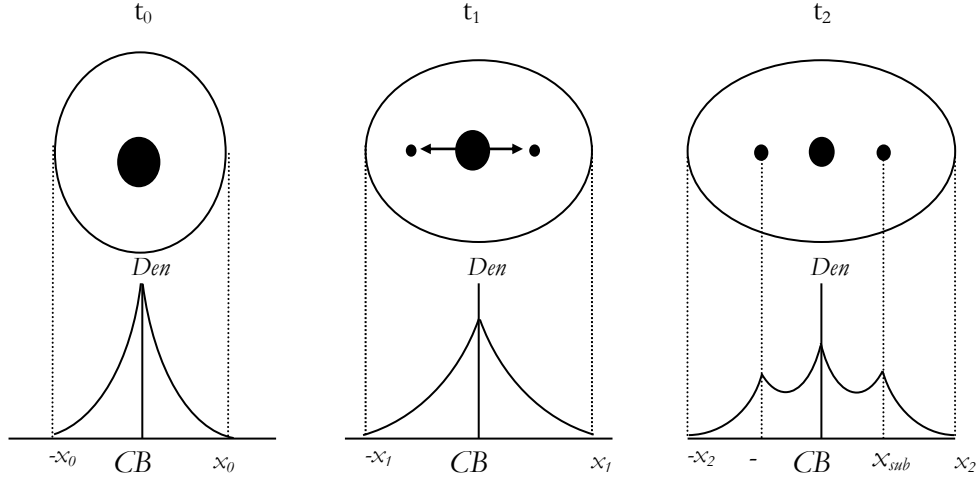 t₀ t₁ t₂
Den Den Den
-x₀ CB x₀ -x₁ CB x₁ -x₂ - CB xsub x₂